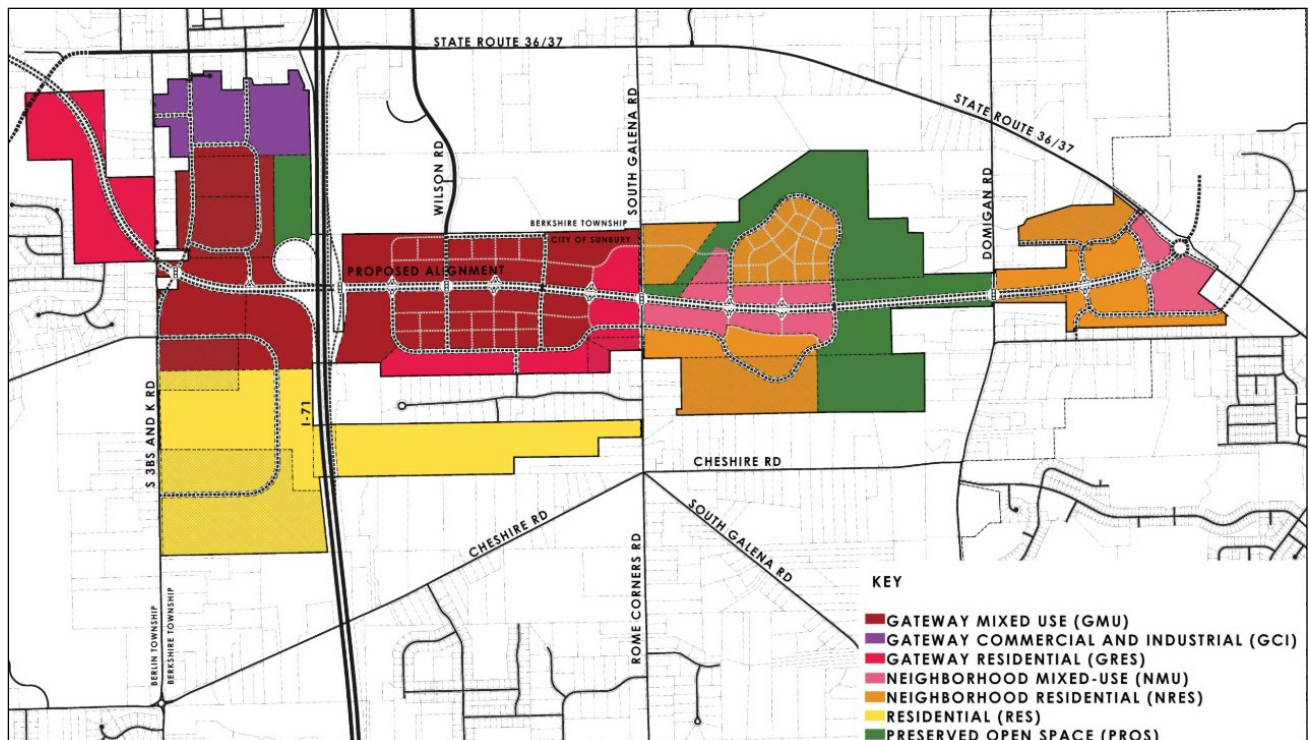 STATE ROUTE 36/37
STATE ROUTE 36/37
WILSON RD
SOUTH GALENA RD
DOMIGAN RD
BERKSHIRE TOWNSHIP
CITY OF SUNBURY
PROPOSED ALIGNMENT
S 3BS AND K RD
I-71
CHESHIRE RD
CHESHIRE RD
SOUTH GALENA RD
ROME CORNERS RD
BERLIN TOWNSHIP
BERKSHIRE TOWNSHIP
KEY
GATEWAY MIXED USE (GMU)
GATEWAY COMMERCIAL AND INDUSTRIAL (GCI)
GATEWAY RESIDENTIAL (GRES)
NEIGHBORHOOD MIXED-USE (NMU)
NEIGHBORHOOD RESIDENTIAL (NRES)
RESIDENTIAL (RES)
PRESERVED OPEN SPACE (PROS)